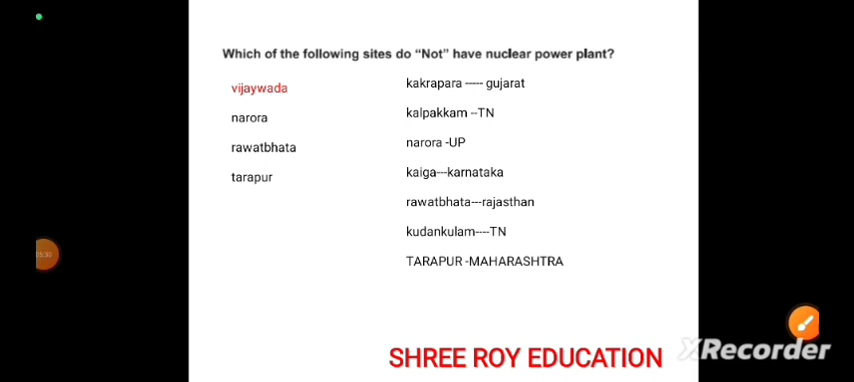 Which of the following sites do “Not” have nuclear power plant?
vijaywada
narora
rawatbhata
tarapur
kakrapara ----- gujarat
kalpakkam --TN
narora -UP
kaiga---karnataka
rawatbhata---rajasthan
kudankulam----TN
TARAPUR -MAHARASHTRA
SHREE ROY EDUCATION
XRecorder